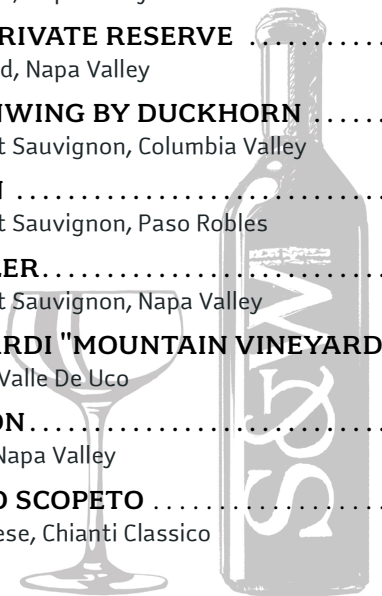 RIVATE RESERVE ............
d, Napa Valley
NWING BY DUCKHORN ......
t Sauvignon, Columbia Valley
N ..............................
t Sauvignon, Paso Robles
LER............................
t Sauvignon, Napa Valley
ARDI "MOUNTAIN VINEYARD
Valle De Uco
ON.............................
Napa Valley
O SCOPETO ...................
ese, Chianti Classico
S&W